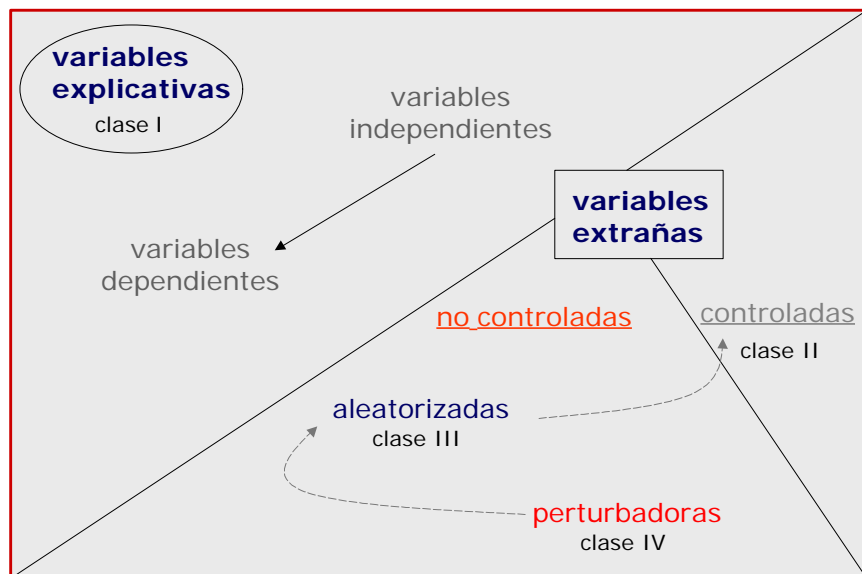 variables
explicativas
clase I
variables
independientes
variables
extrañas
variables
dependientes
no controladas
controladas
clase II
aleatorizadas
clase III
perturbadoras
clase IV